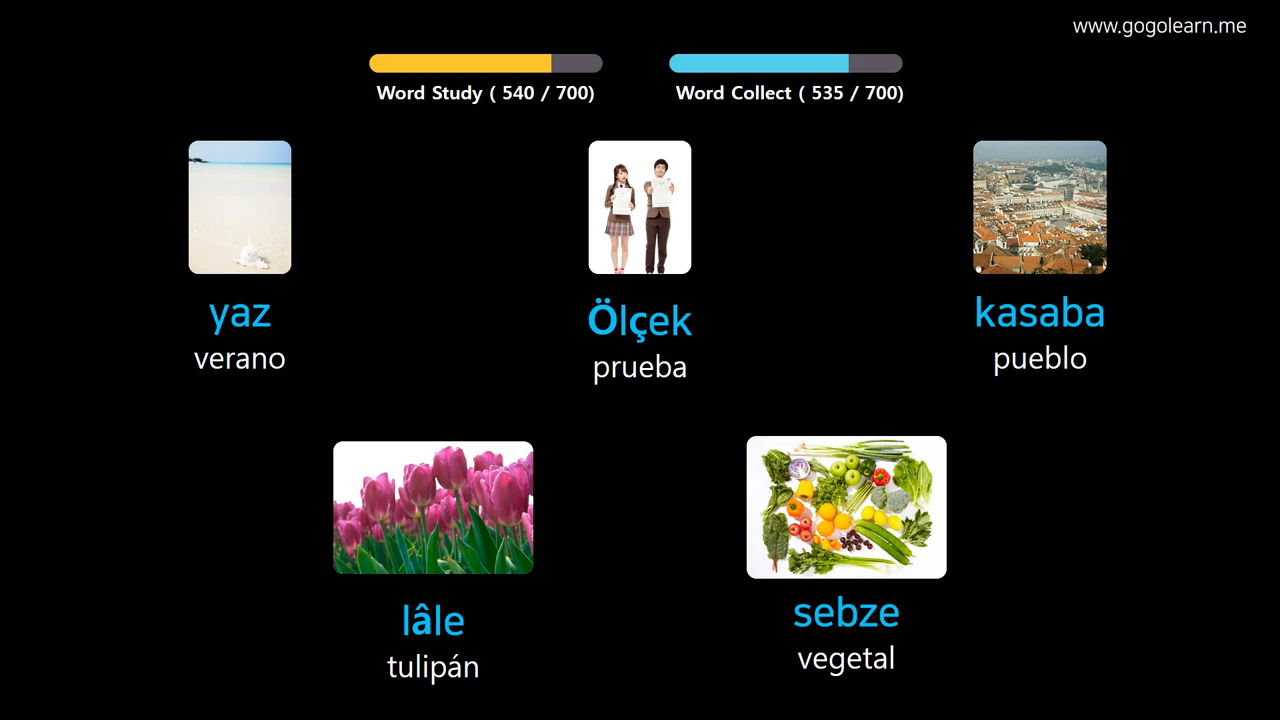 www.gogolearn.me
Word Study ( 540 / 700)
Word Collect ( 535 / 700)
yaz
verano
Ölçek
prueba
kasaba
pueblo
lâle
tulipán
sebze
vegetal